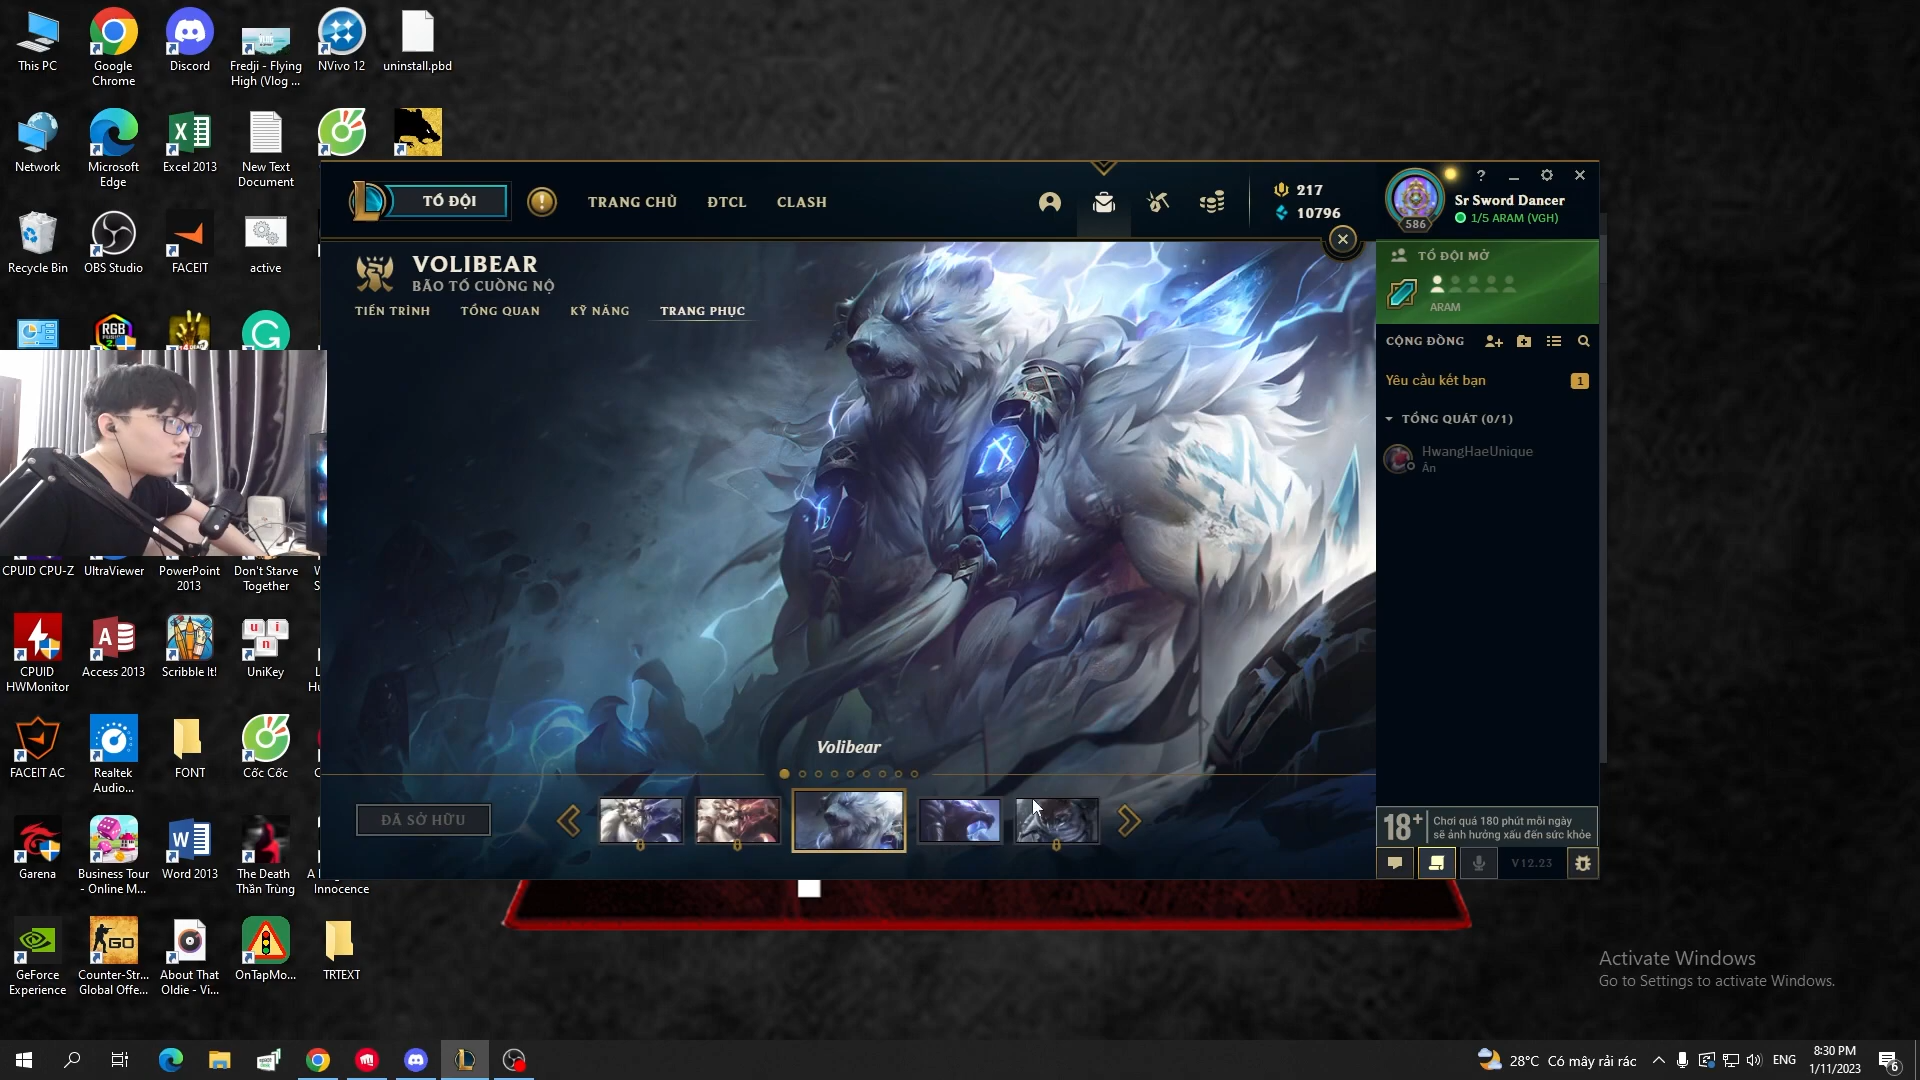 This PC
Google
Chrome
Discord
Fredji - Flying
High (Vlog ...
NVivo 12
uninstall.pbd
Network
Microsoft
Edge
Excel 2013
New Text
Document
Recycle Bin
OBS Studio
FACEIT
active
CPUID CPU-Z
UltraViewer
PowerPoint
2013
Don't Starve
Together
CPUID
HWMonitor
Access 2013
Scribble It!
UniKey
FACEIT AC
Realtek
Audio...
FONT
Cốc Cốc
Garena
Business Tour
- Online M...
Word 2013
The Death
Thần Trùng
Innocence
GeForce
Experience
Counter-Str...
Global Offe...
About That
Oldie - Vi...
OnTapMo...
TRTEXT
TỔ ĐỘI
TRANG CHỦ
ĐTCL
CLASH
217
10796
586
Sr Sword Dancer
1/5 ARAM (VGH)
VOLIBEAR
BÃO TỐ CUỒNG NỘ
TIẾN TRÌNH
TỔNG QUAN
KỸ NĂNG
TRANG PHỤC
TỔ ĐỘI MỞ
ARAM
CỘNG ĐỒNG
Yêu cầu kết bạn
1
TỔNG QUÁT (0/1)
HwangHaeUnique
Ẩn
Volibear
ĐÃ SỞ HỮU
18+
Chơi quá 180 phút mỗi ngày
sẽ ảnh hưởng xấu đến sức khỏe
V12.23
Activate Windows
Go to Settings to activate Windows.
28°C Có mây rải rác
ENG
8:30 PM
1/11/2023
6